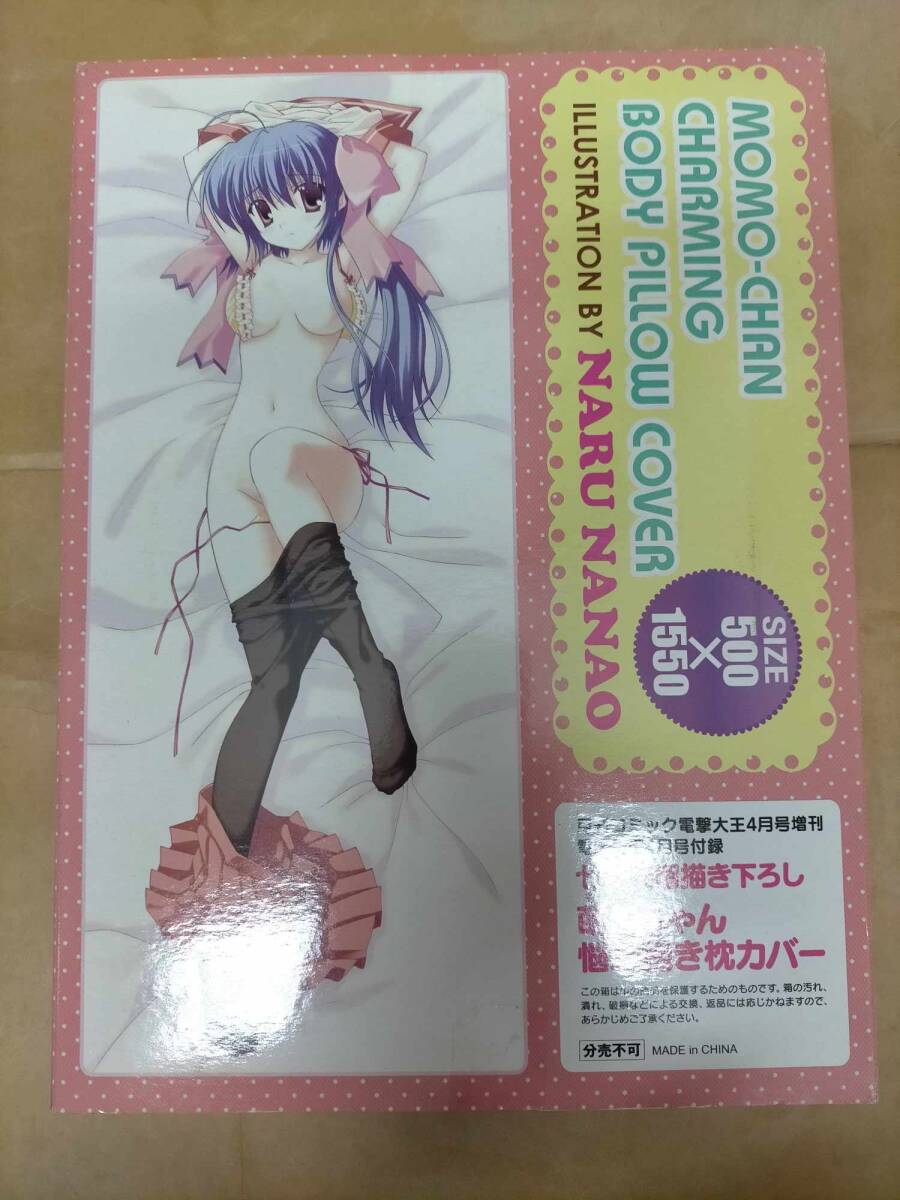 MOMO-CHAN
CHARMING
BODY PILLOW COVER
ILLUSTRATION BY NARU NANAO
SIZE
500
×
1550
コミック電撃大王4月号増刊
月号付録
描き下ろし
ゃん
き枕カバー
この箱は中の商品を保護するためのものです。箱の汚れ、
潰れ、破損などによる交換、返品には応じかねますので、
あらかじめご了承ください。
分売不可 MADE in CHINA